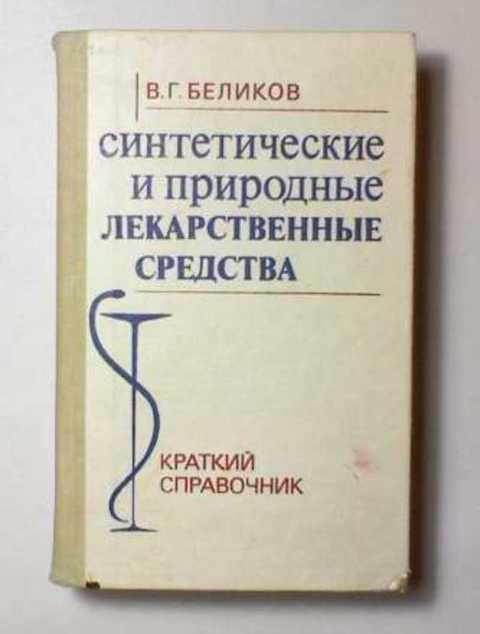 В. Г. БЕЛИКОВ
синтетические
и природные
ЛЕКАРСТВЕННЫЕ
СРЕДСТВА
КРАТКИЙ
СПРАВОЧНИК